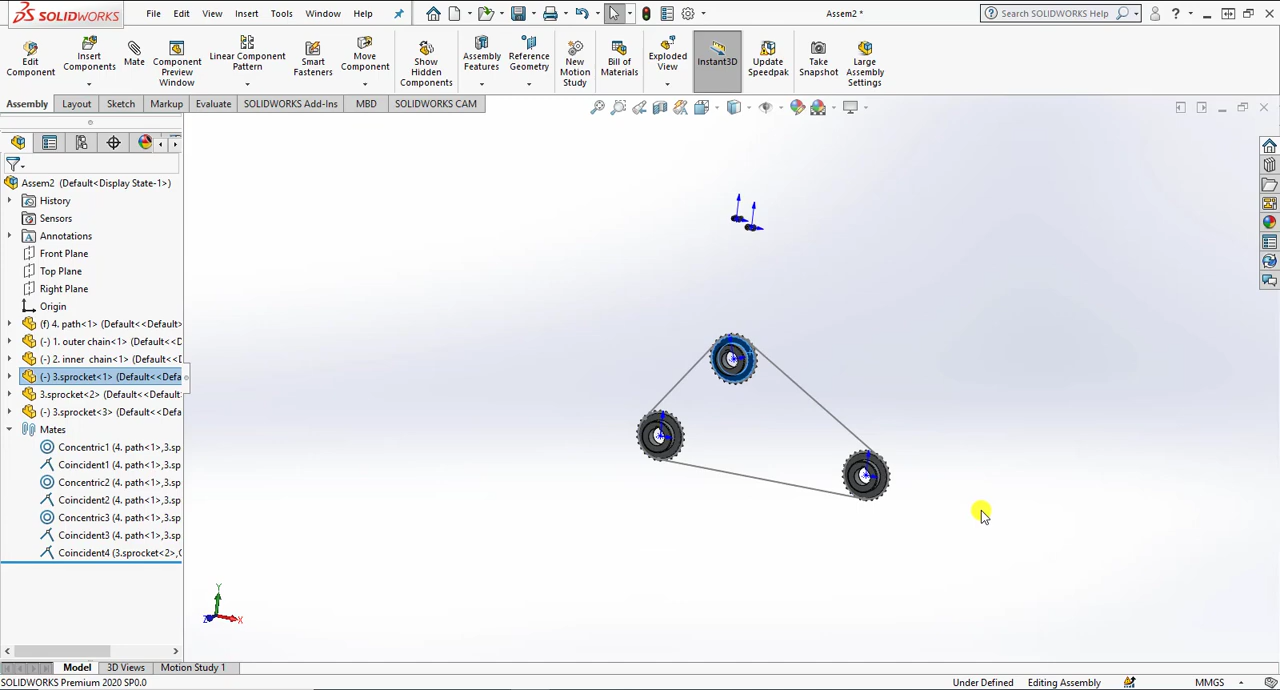 SOLIDWORKS
File Edit View Insert Tools Window Help
Assem2 *
Search SOLIDWORKS Help
Edit Component
Insert Components
Mate
Component Preview Window
Linear Component Pattern
Smart Fasteners
Move Component
Show Hidden Components
Assembly Features
Reference Geometry
New Motion Study
Bill of Materials
Exploded View
Instant3D
Update Speedpak
Take Snapshot
Large Assembly Settings
Assembly Layout Sketch Markup Evaluate SOLIDWORKS Add-Ins MBD SOLIDWORKS CAM
Assem2 (Default<Display State-1>)
History
Sensors
Annotations
Front Plane
Top Plane
Right Plane
Origin
(f) 4. path<1> (Default<<Default
(-) 1. outer chain<1> (Default<<D
(-) 2. inner chain<1> (Default<<D
(-) 3.sprocket<1> (Default<<Defa
3.sprocket<2> (Default<<Default
(-) 3.sprocket<3> (Default<<Defa
Mates
Concentric1 (4. path<1>,3.sp
Coincident1 (4. path<1>,3.sp
Concentric2 (4. path<1>,3.sp
Coincident2 (4. path<1>,3.sp
Concentric3 (4. path<1>,3.sp
Coincident3 (4. path<1>,3.sp
Coincident4 (3.sprocket<2>,
Y
Z X
Model 3D Views Motion Study 1
SOLIDWORKS Premium 2020 SP0.0
Under Defined Editing Assembly MMGS